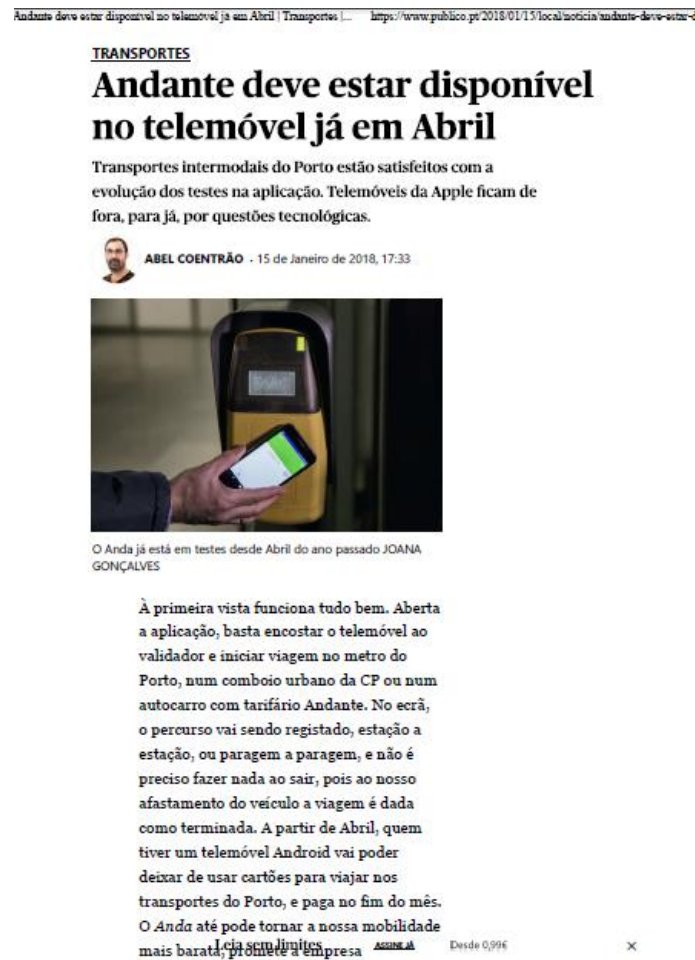 Andante deve estar disponível no telemóvel já em Abril | Transportes |... https://www.publico.pt/2018/01/15/local/noticia/andante-deve-estar-d
TRANSPORTES
Andante deve estar disponível
no telemóvel já em Abril
Transportes intermodais do Porto estão satisfeitos com a
evolução dos testes na aplicação. Telemóveis da Apple ficam de
fora, para já, por questões tecnológicas.
ABEL COENTRÃO - 15 de Janeiro de 2018, 17:33
O Anda já está em testes desde Abril do ano passado JOANA
GONÇALVES
À primeira vista funciona tudo bem. Aberta
a aplicação, basta encostar o telemóvel ao
validador e iniciar viagem no metro do
Porto, num comboio urbano da CP ou num
autocarro com tarifário Andante. No ecrã,
o percurso vai sendo registado, estação a
estação, ou paragem a paragem, e não é
preciso fazer nada ao sair, pois ao nosso
afastamento do veículo a viagem é dada
como terminada. A partir de Abril, quem
tiver um telemóvel Android vai poder
deixar de usar cartões para viajar nos
transportes do Porto, e paga no fim do mês.
O Anda até pode tornar a nossa mobilidade
mais barata, promete a empresa
Leia sem limites ASSINE JÁ Desde 0,99€ ×